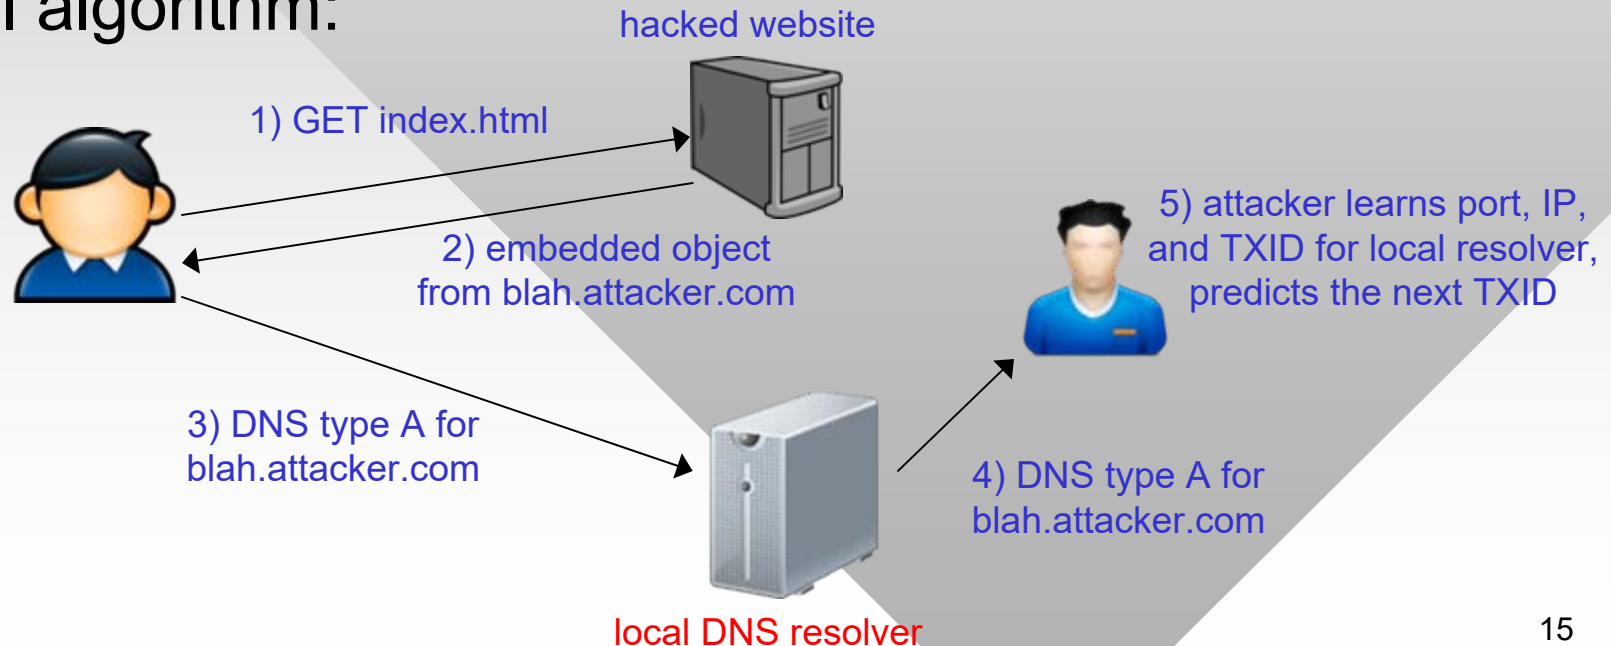 algorithm:
hacked website
1) GET index.html
2) embedded object
from blah.attacker.com
5) attacker learns port, IP,
and TXID for local resolver,
predicts the next TXID
3) DNS type A for
blah.attacker.com
4) DNS type A for
blah.attacker.com
local DNS resolver
15